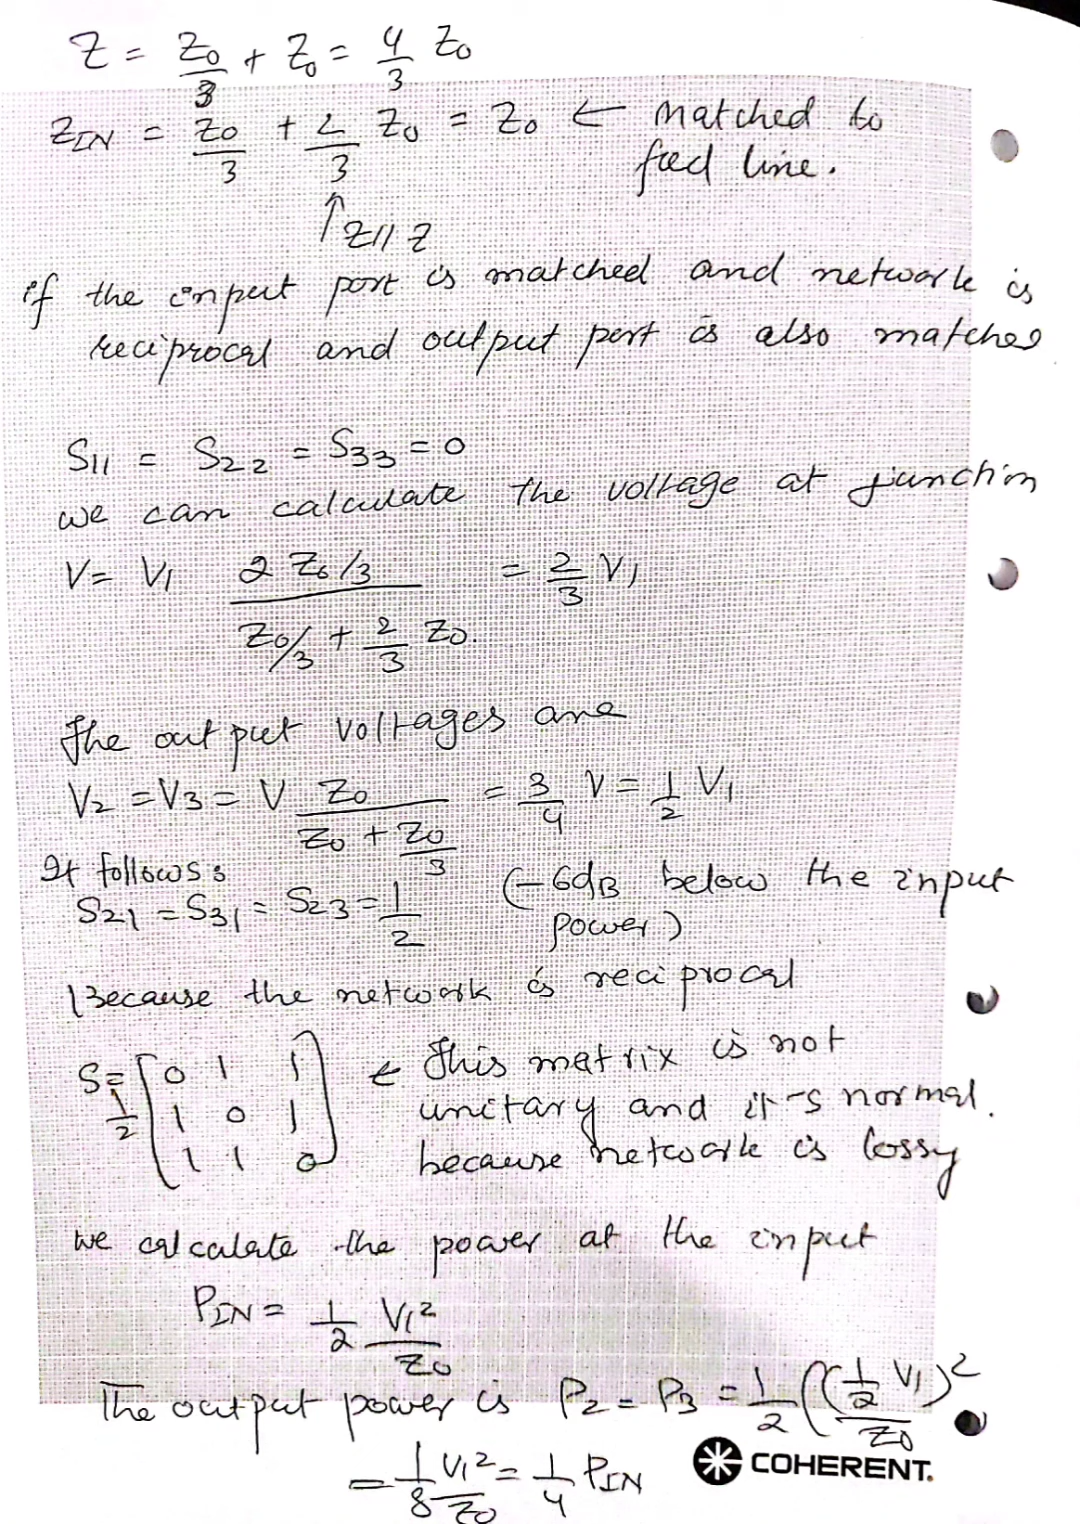 Z = Z0/3 + Z0 = 4/3 Z0
ZIN = Z0/3 + 2/3 Z0 = Z0 ← matched to
feed line.
↑ Z // Z
if the input port is matched and network is
reciprocal and output port is also matched
S11 = S22 = S33 = 0
we can calculate the voltage at junction
V = V1 (2 Z0/3) / (Z0/3 + 2/3 Z0) = 2/3 V1
The output voltages are
V2 = V3 = V Z0 / (Z0 + Z0/3) = 3/4 V = 1/2 V1
It follows :
S21 = S31 = S23 = 1/2 (-6dB below the input
power)
Because the network is reciprocal
S = 1/2 [0 1 1 ← This matrix is not
1 0 1 unitary and it's normal.
1 1 0] because network is lossy
we calculate the power at the input
PIN = 1/2 V1²/Z0
The output power is P2 = P3 = 1/2 ((1/2 V1)²/Z0
= 1/8 V1²/Z0 = 1/4 PIN
COHERENT.